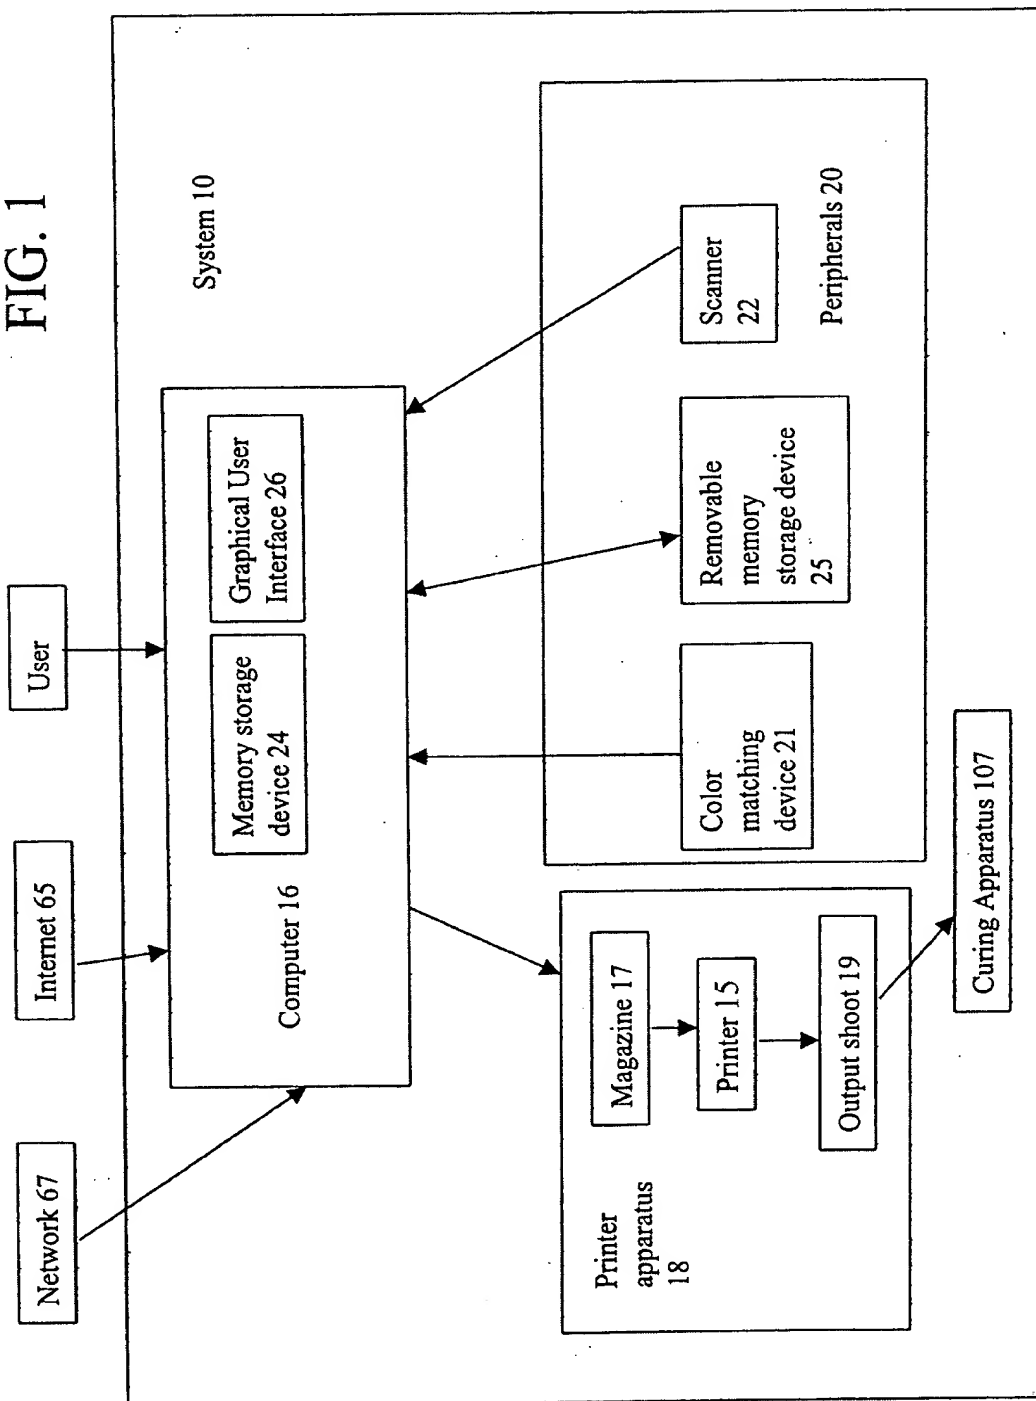 FIG. 1
Network 67
Internet 65
User
System 10
Computer 16
Memory storage
device 24
Graphical User
Interface 26
Printer
apparatus
18
Magazine 17
Printer 15
Output shoot 19
Color
matching
device 21
Removable
memory
storage device
25
Scanner
22
Peripherals 20
Curing Apparatus 107